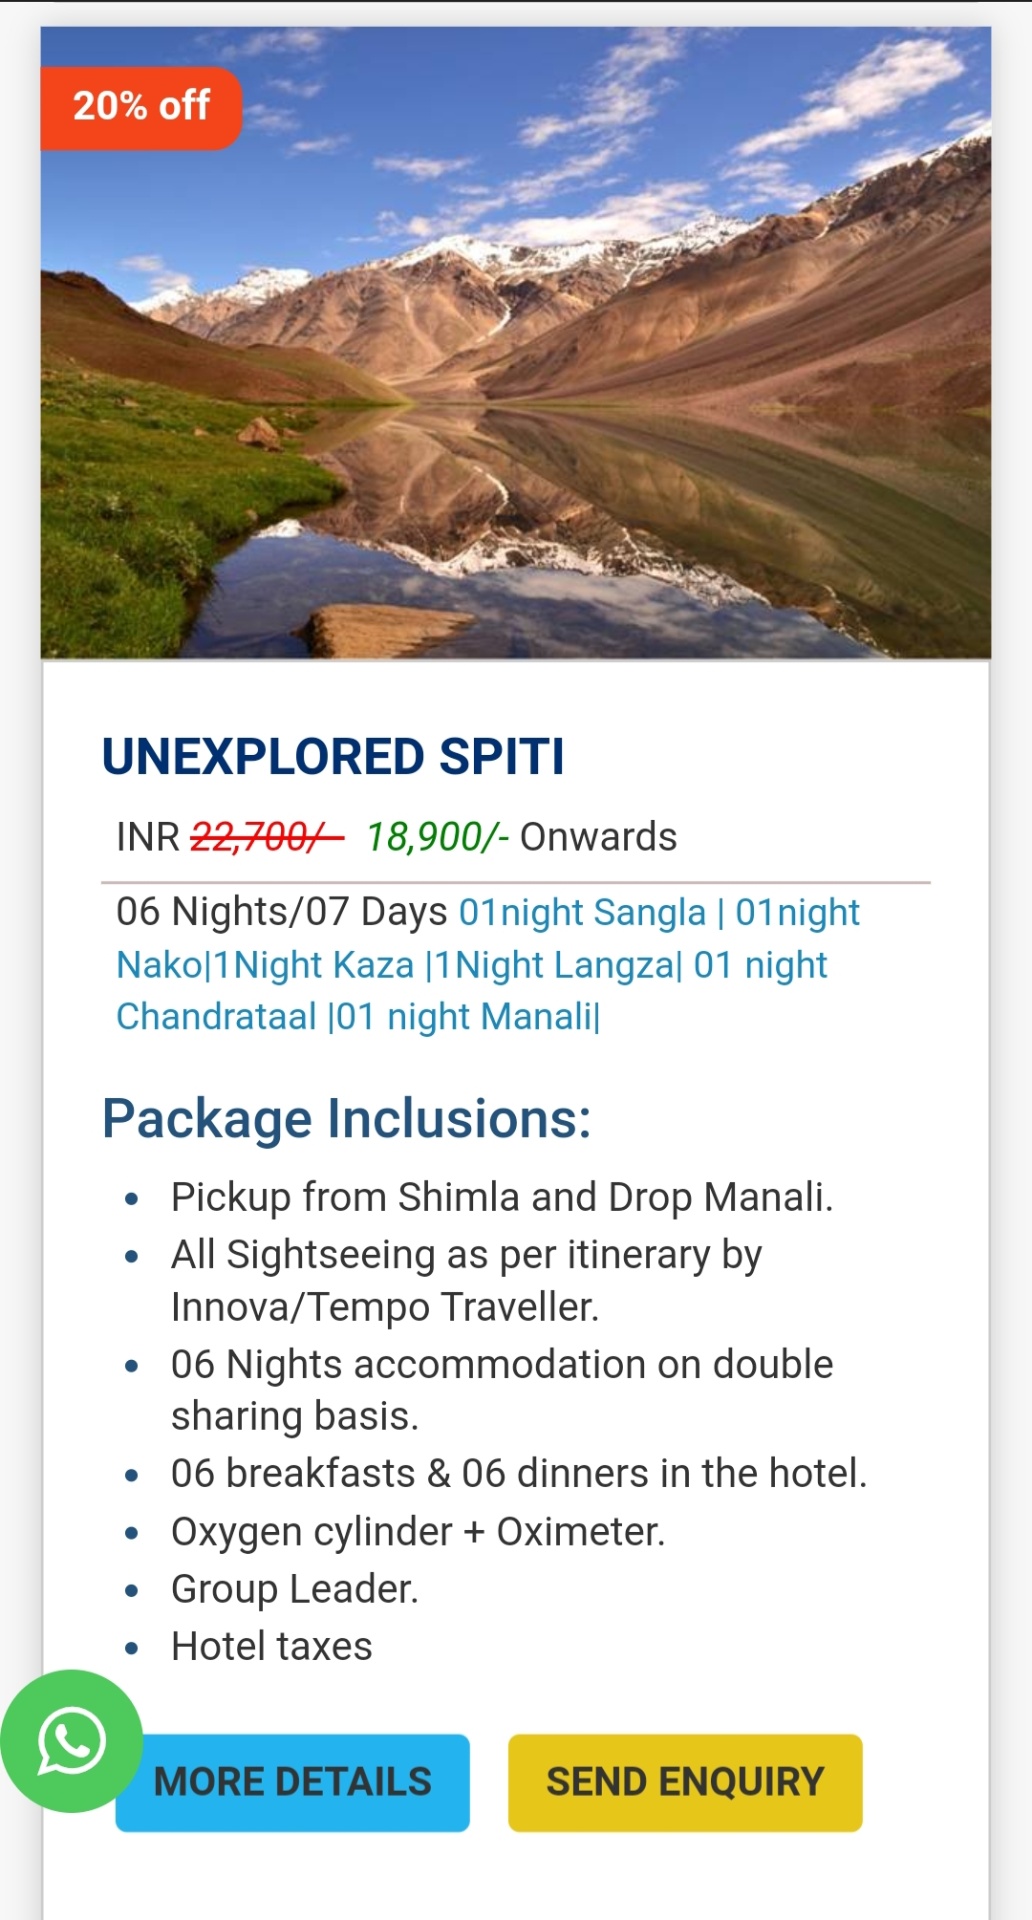 20% off
UNEXPLORED SPITI
INR 22,700/- 18,900/- Onwards
06 Nights/07 Days 01night Sangla | 01night
Nako|1Night Kaza |1Night Langza| 01 night
Chandrataal |01 night Manali|
Package Inclusions:
• Pickup from Shimla and Drop Manali.
• All Sightseeing as per itinerary by
Innova/Tempo Traveller.
• 06 Nights accommodation on double
sharing basis.
• 06 breakfasts & 06 dinners in the hotel.
• Oxygen cylinder + Oximeter.
• Group Leader.
• Hotel taxes
MORE DETAILS
SEND ENQUIRY